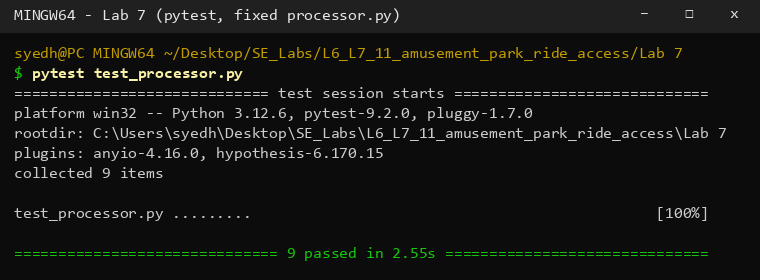 MINGW64 - Lab 7 (pytest, fixed processor.py) − □ x
syedh@PC MINGW64 ~/Desktop/SE_Labs/L6_L7_11_amusement_park_ride_access/Lab 7
$ pytest test_processor.py
============================= test session starts =============================
platform win32 -- Python 3.12.6, pytest-9.2.0, pluggy-1.7.0
rootdir: C:\Users\syedh\Desktop\SE_Labs\L6_L7_11_amusement_park_ride_access\Lab 7
plugins: anyio-4.16.0, hypothesis-6.170.15
collected 9 items
test_processor.py ......... [100%]
============================== 9 passed in 2.55s ==============================